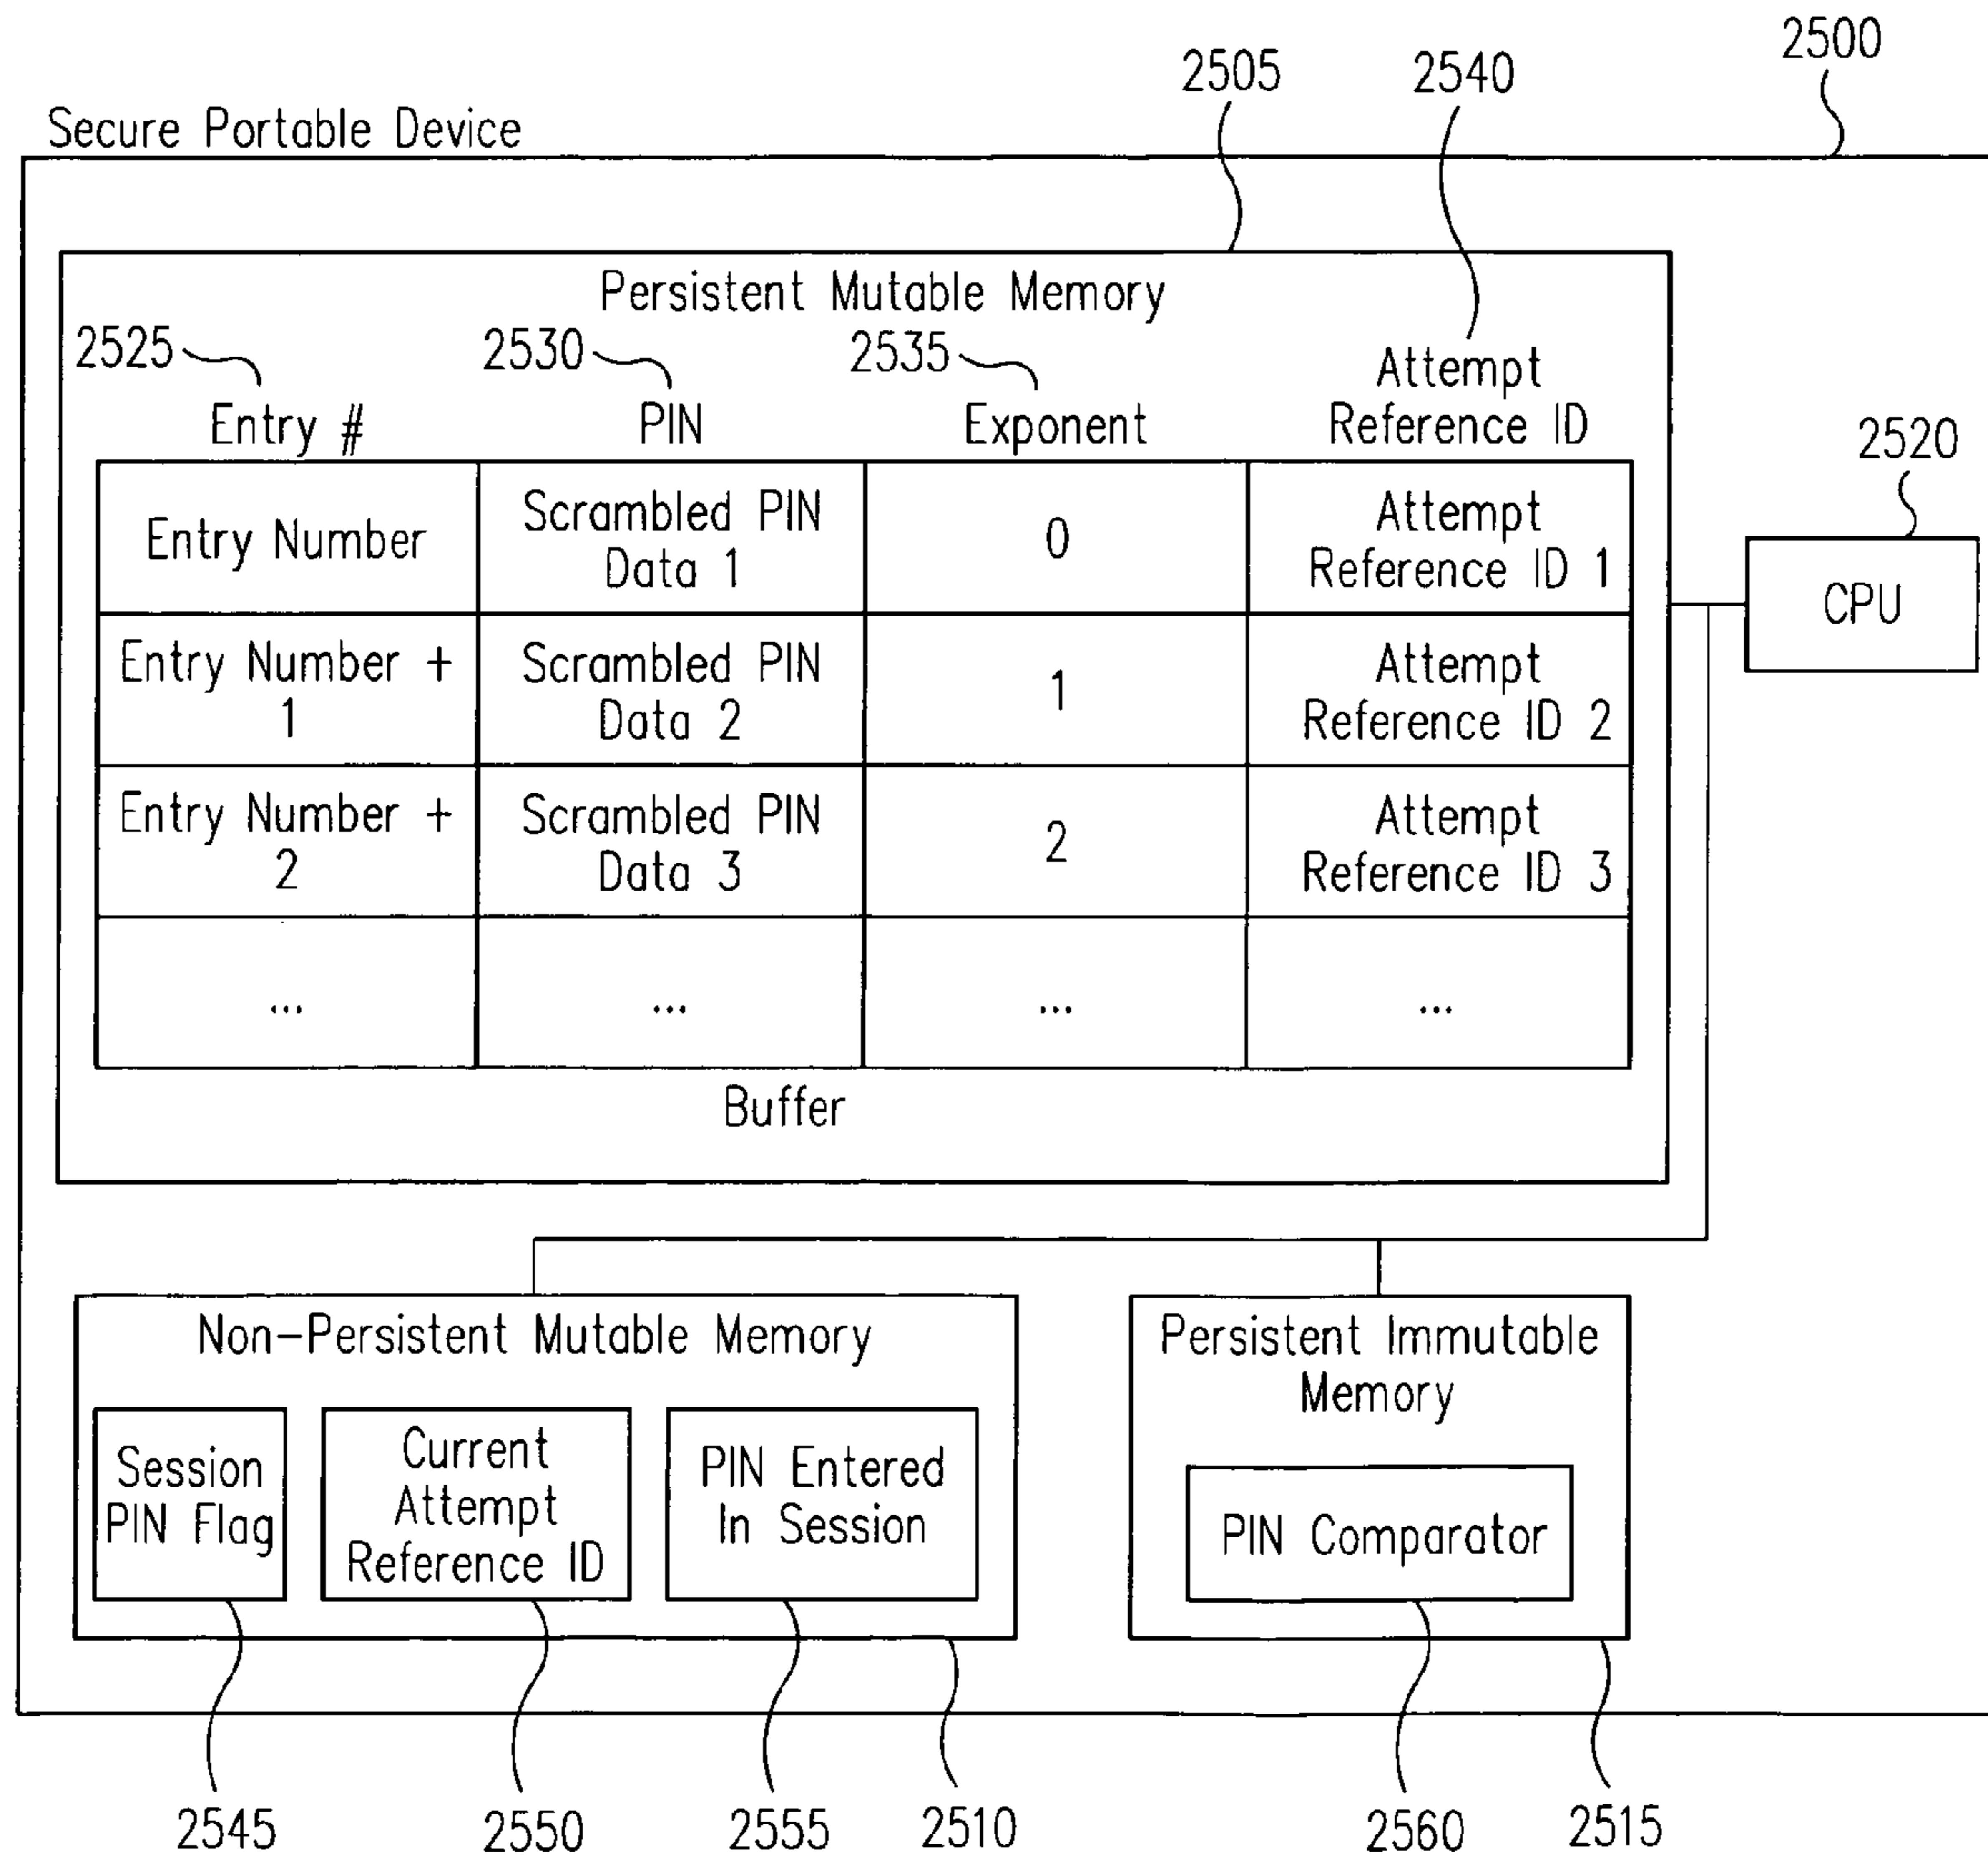 2500
2505
2540
Secure Portable Device
Persistent Mutable Memory
2525
2530
2535
Entry #
PIN
Exponent
Attempt
Reference ID
2520
Entry Number
Scrambled PIN
Data 1
0
Attempt
Reference ID 1
CPU
Entry Number +
1
Scrambled PIN
Data 2
1
Attempt
Reference ID 2
Entry Number +
2
Scrambled PIN
Data 3
2
Attempt
Reference ID 3
...
...
...
...
Buffer
Non-Persistent Mutable Memory
Session
PIN Flag
Current
Attempt
Reference ID
PIN Entered
In Session
Persistent Immutable
Memory
PIN Comparator
2545
2550
2555
2510
2560
2515